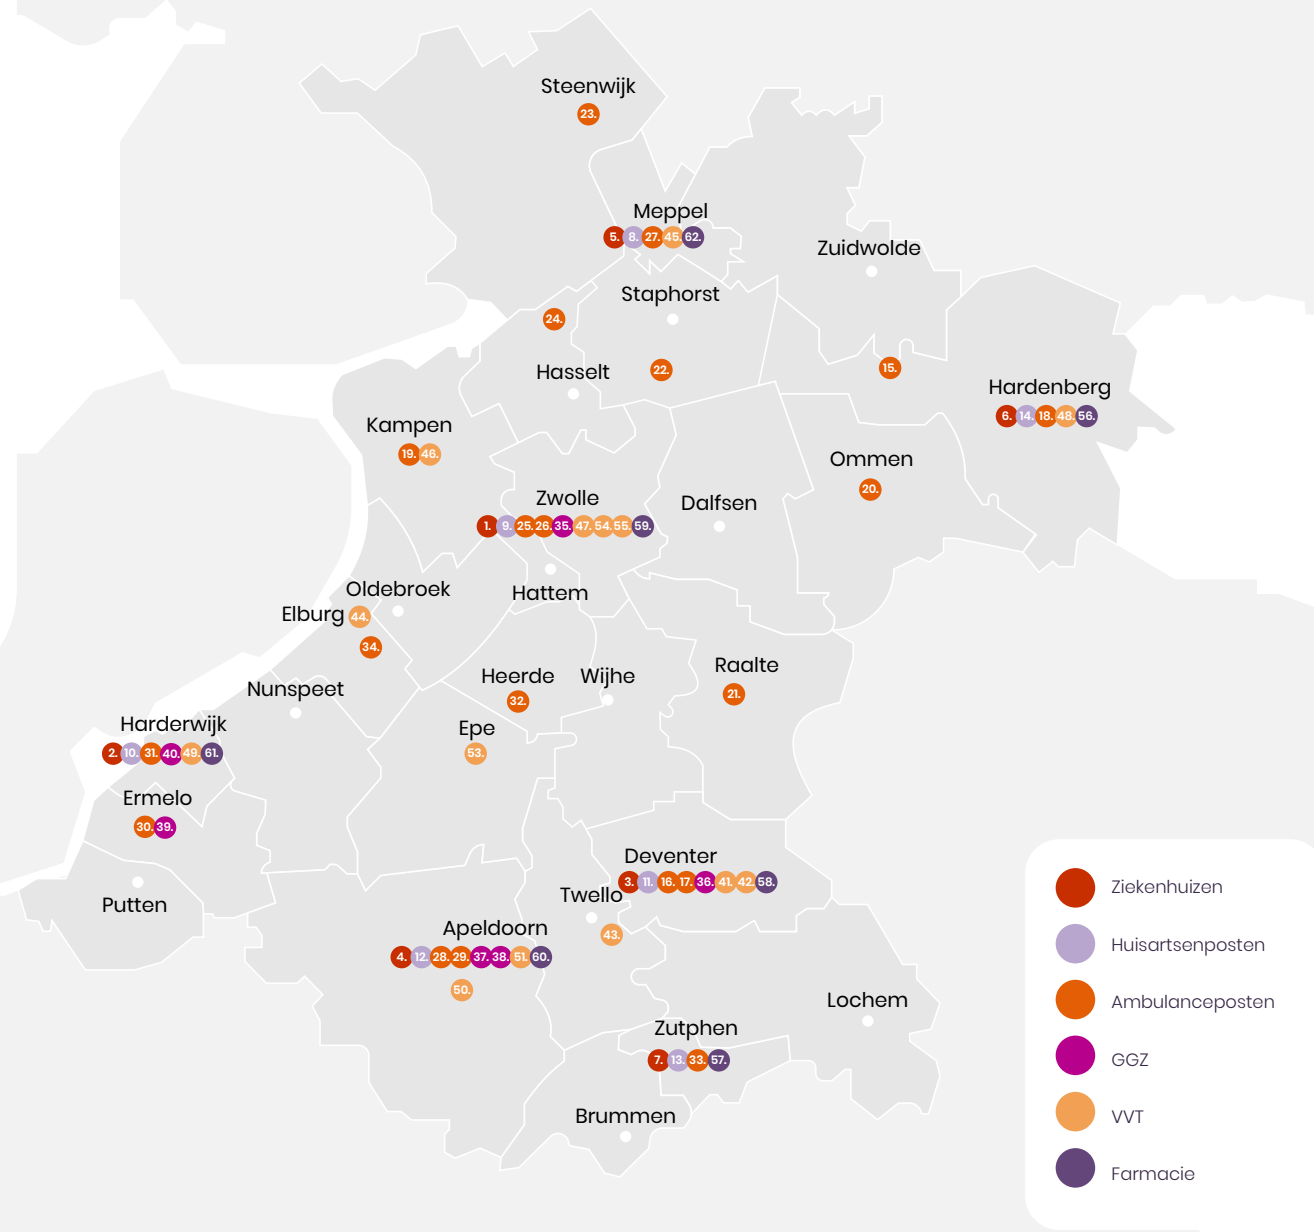 Steenwijk
23.
Meppel
5. 8. 27. 45. 62.
Zuidwolde
Staphorst
24.
22.
15.
Hasselt
Hardenberg
6. 14. 18. 48. 56.
Kampen
19. 46.
Ommen
20.
Zwolle
1. 9. 25. 26. 35. 47. 54. 55. 59.
Dalfsen
Hattem
Oldebroek
Elburg 44.
34.
Raalte
21.
Heerde
32.
Wijhe
Nunspeet
Harderwijk
2. 10. 31. 40. 49. 61.
Epe
53.
Ermelo
30. 39.
Deventer
3. 11. 16. 17. 36. 41. 42. 58.
Twello
43.
Putten
Apeldoorn
4. 12. 28. 29. 37. 38. 51. 60.
50.
Lochem
Zutphen
7. 13. 33. 57.
Brummen
Ziekenhuizen
Huisartsenposten
Ambulanceposten
GGZ
VVT
Farmacie